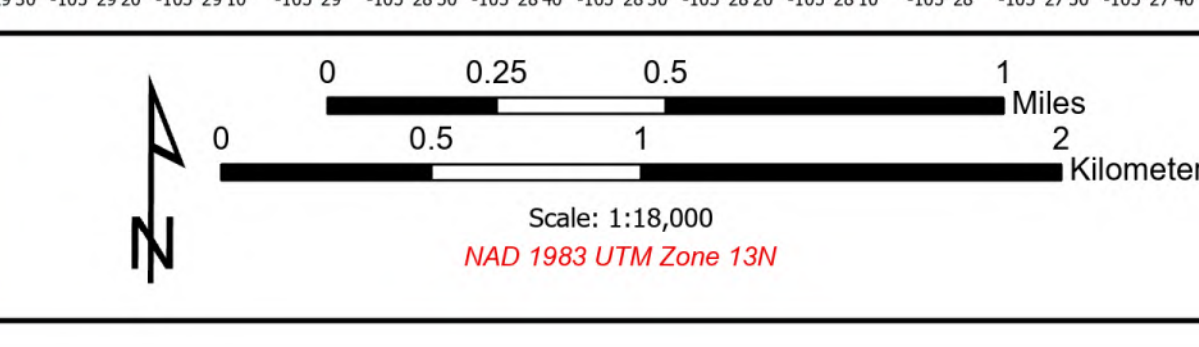 0 0.25 0.5 1
Miles
0 0.5 1 2
Kilometer
N
Scale: 1:18,000
NAD 1983 UTM Zone 13N